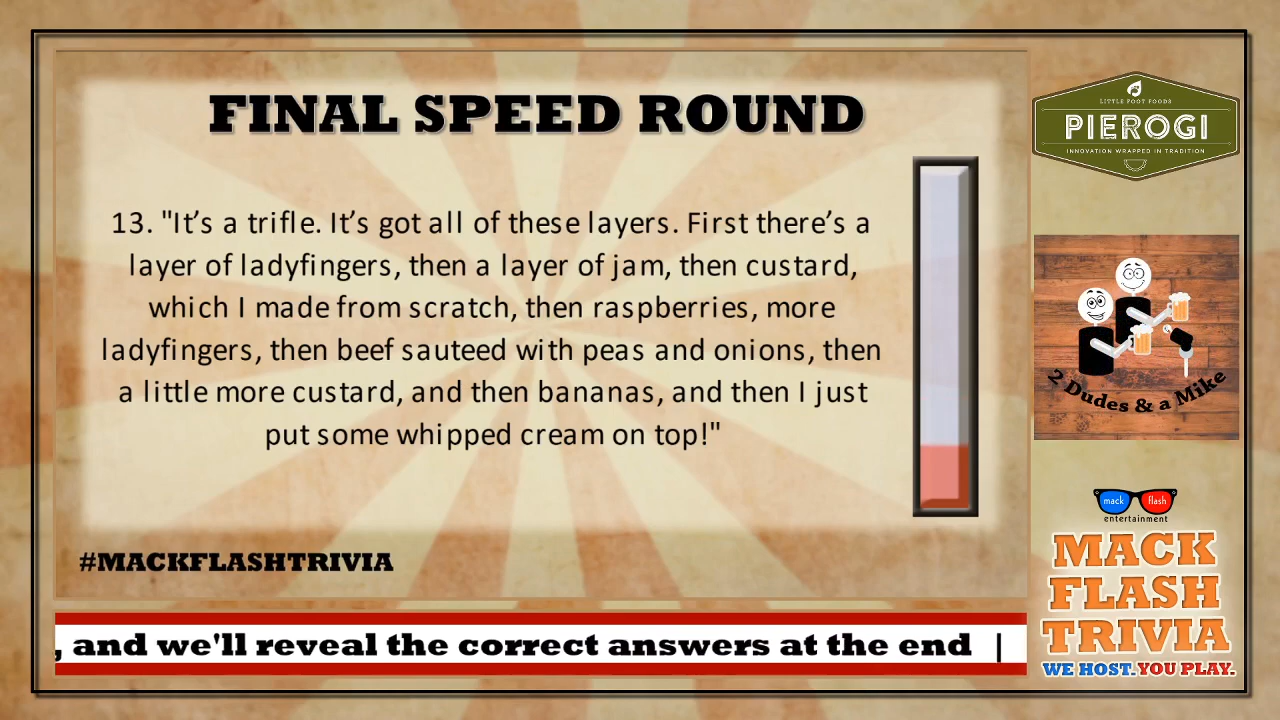 FINAL SPEED ROUND
13. "It’s a trifle. It’s got all of these layers. First there’s a
layer of ladyfingers, then a layer of jam, then custard,
which I made from scratch, then raspberries, more
ladyfingers, then beef sauteed with peas and onions, then
a little more custard, and then bananas, and then I just
put some whipped cream on top!"
#MACKFLASHTRIVIA
, and we'll reveal the correct answers at the end |
LITTLE FOOT FOODS
PIEROGI
INNOVATION WRAPPED IN TRADITION
2 Dudes & a Mike
mack flash
entertainment
MACK
FLASH
TRIVIA
WE HOST. YOU PLAY.